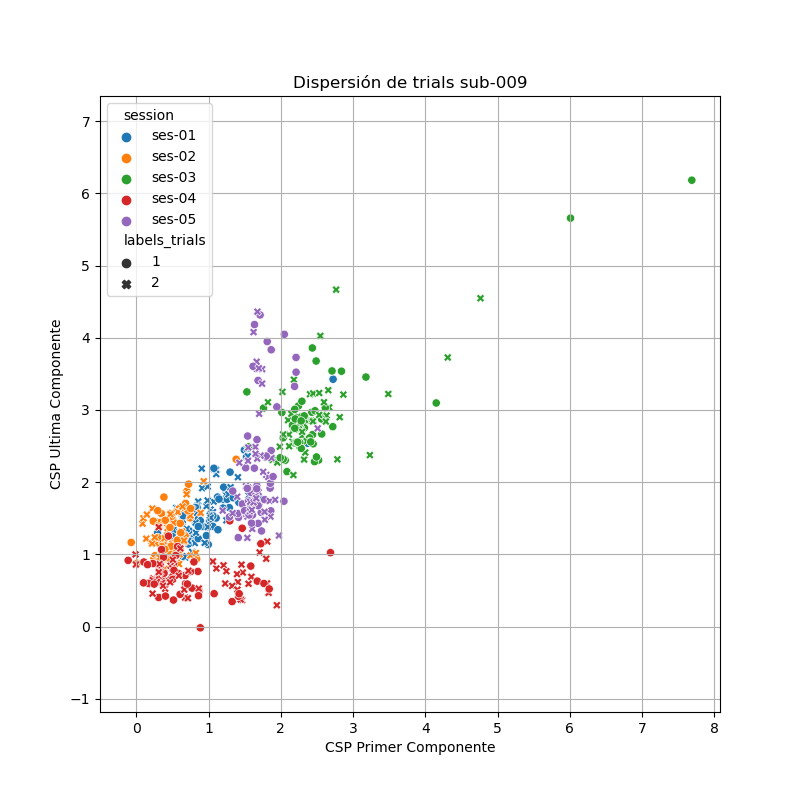 Dispersión de trials sub-009
session
ses-01
ses-02
ses-03
ses-04
ses-05
labels_trials
1
2
7
6
5
4
3
2
1
0
−1
CSP Ultima Componente
0 1 2 3 4 5 6 7 8
CSP Primer Componente